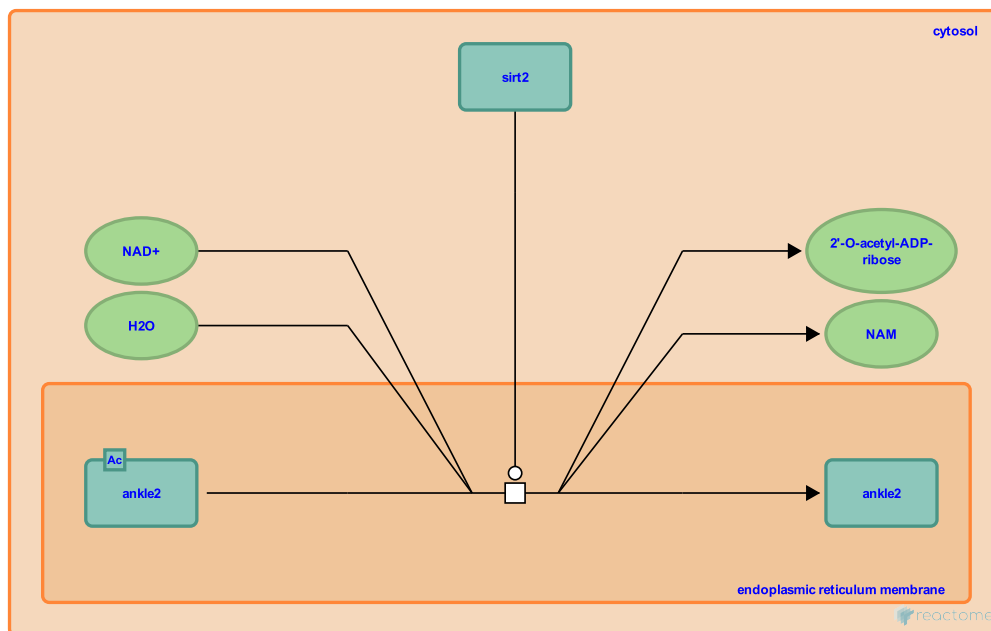 cytosol
sirt2
NAD+
2'-O-acetyl-ADP-
ribose
H2O
NAM
Ac
ankle2
ankle2
endoplasmic reticulum membrane
reactome